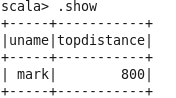 scala> .show
+-----+-----------+
|uname|topdistance|
+-----+-----------+
| mark|        800|
+-----+-----------+